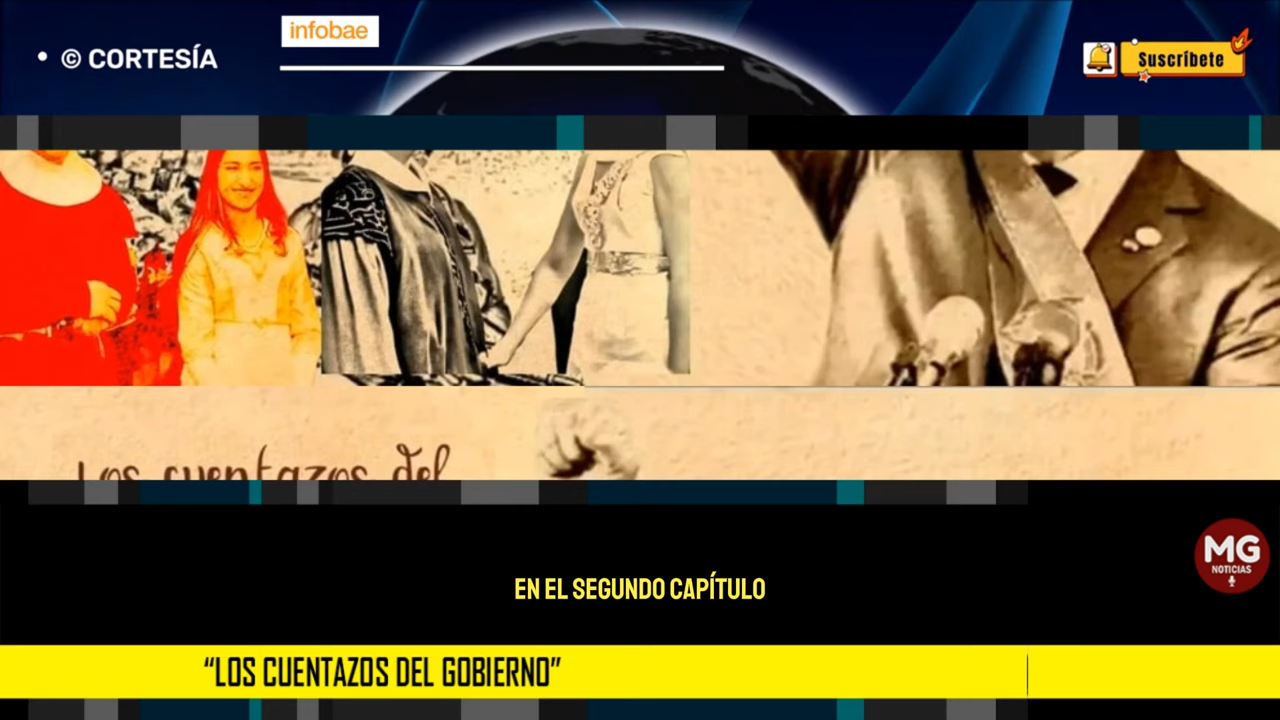 • © CORTESÍA
infobae
Suscríbete
Los cuentazos del
MG
NOTICIAS
EN EL SEGUNDO CAPÍTULO
“LOS CUENTAZOS DEL GOBIERNO”